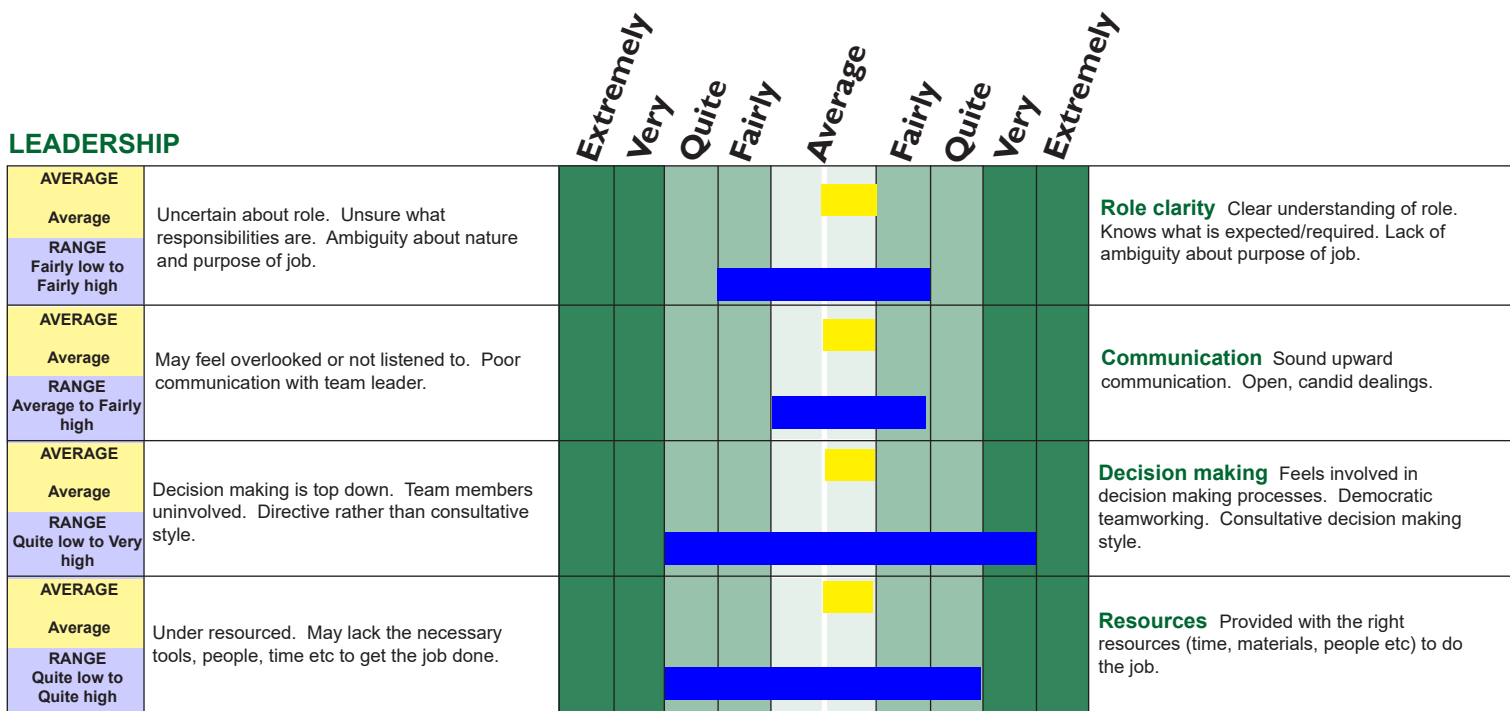 Extremely
Very
Quite
Fairly
Average
Fairly
Quite
Very
Extremely
LEADERSHIP
AVERAGE
Average
RANGE
Fairly low to
Fairly high
Uncertain about role. Unsure what
responsibilities are. Ambiguity about nature
and purpose of job.
Role clarity Clear understanding of role.
Knows what is expected/required. Lack of
ambiguity about purpose of job.
AVERAGE
Average
RANGE
Average to Fairly
high
May feel overlooked or not listened to. Poor
communication with team leader.
Communication Sound upward
communication. Open, candid dealings.
AVERAGE
Average
RANGE
Quite low to Very
high
Decision making is top down. Team members
uninvolved. Directive rather than consultative
style.
Decision making Feels involved in
decision making processes. Democratic
teamworking. Consultative decision making
style.
AVERAGE
Average
RANGE
Quite low to
Quite high
Under resourced. May lack the necessary
tools, people, time etc to get the job done.
Resources Provided with the right
resources (time, materials, people etc) to do
the job.